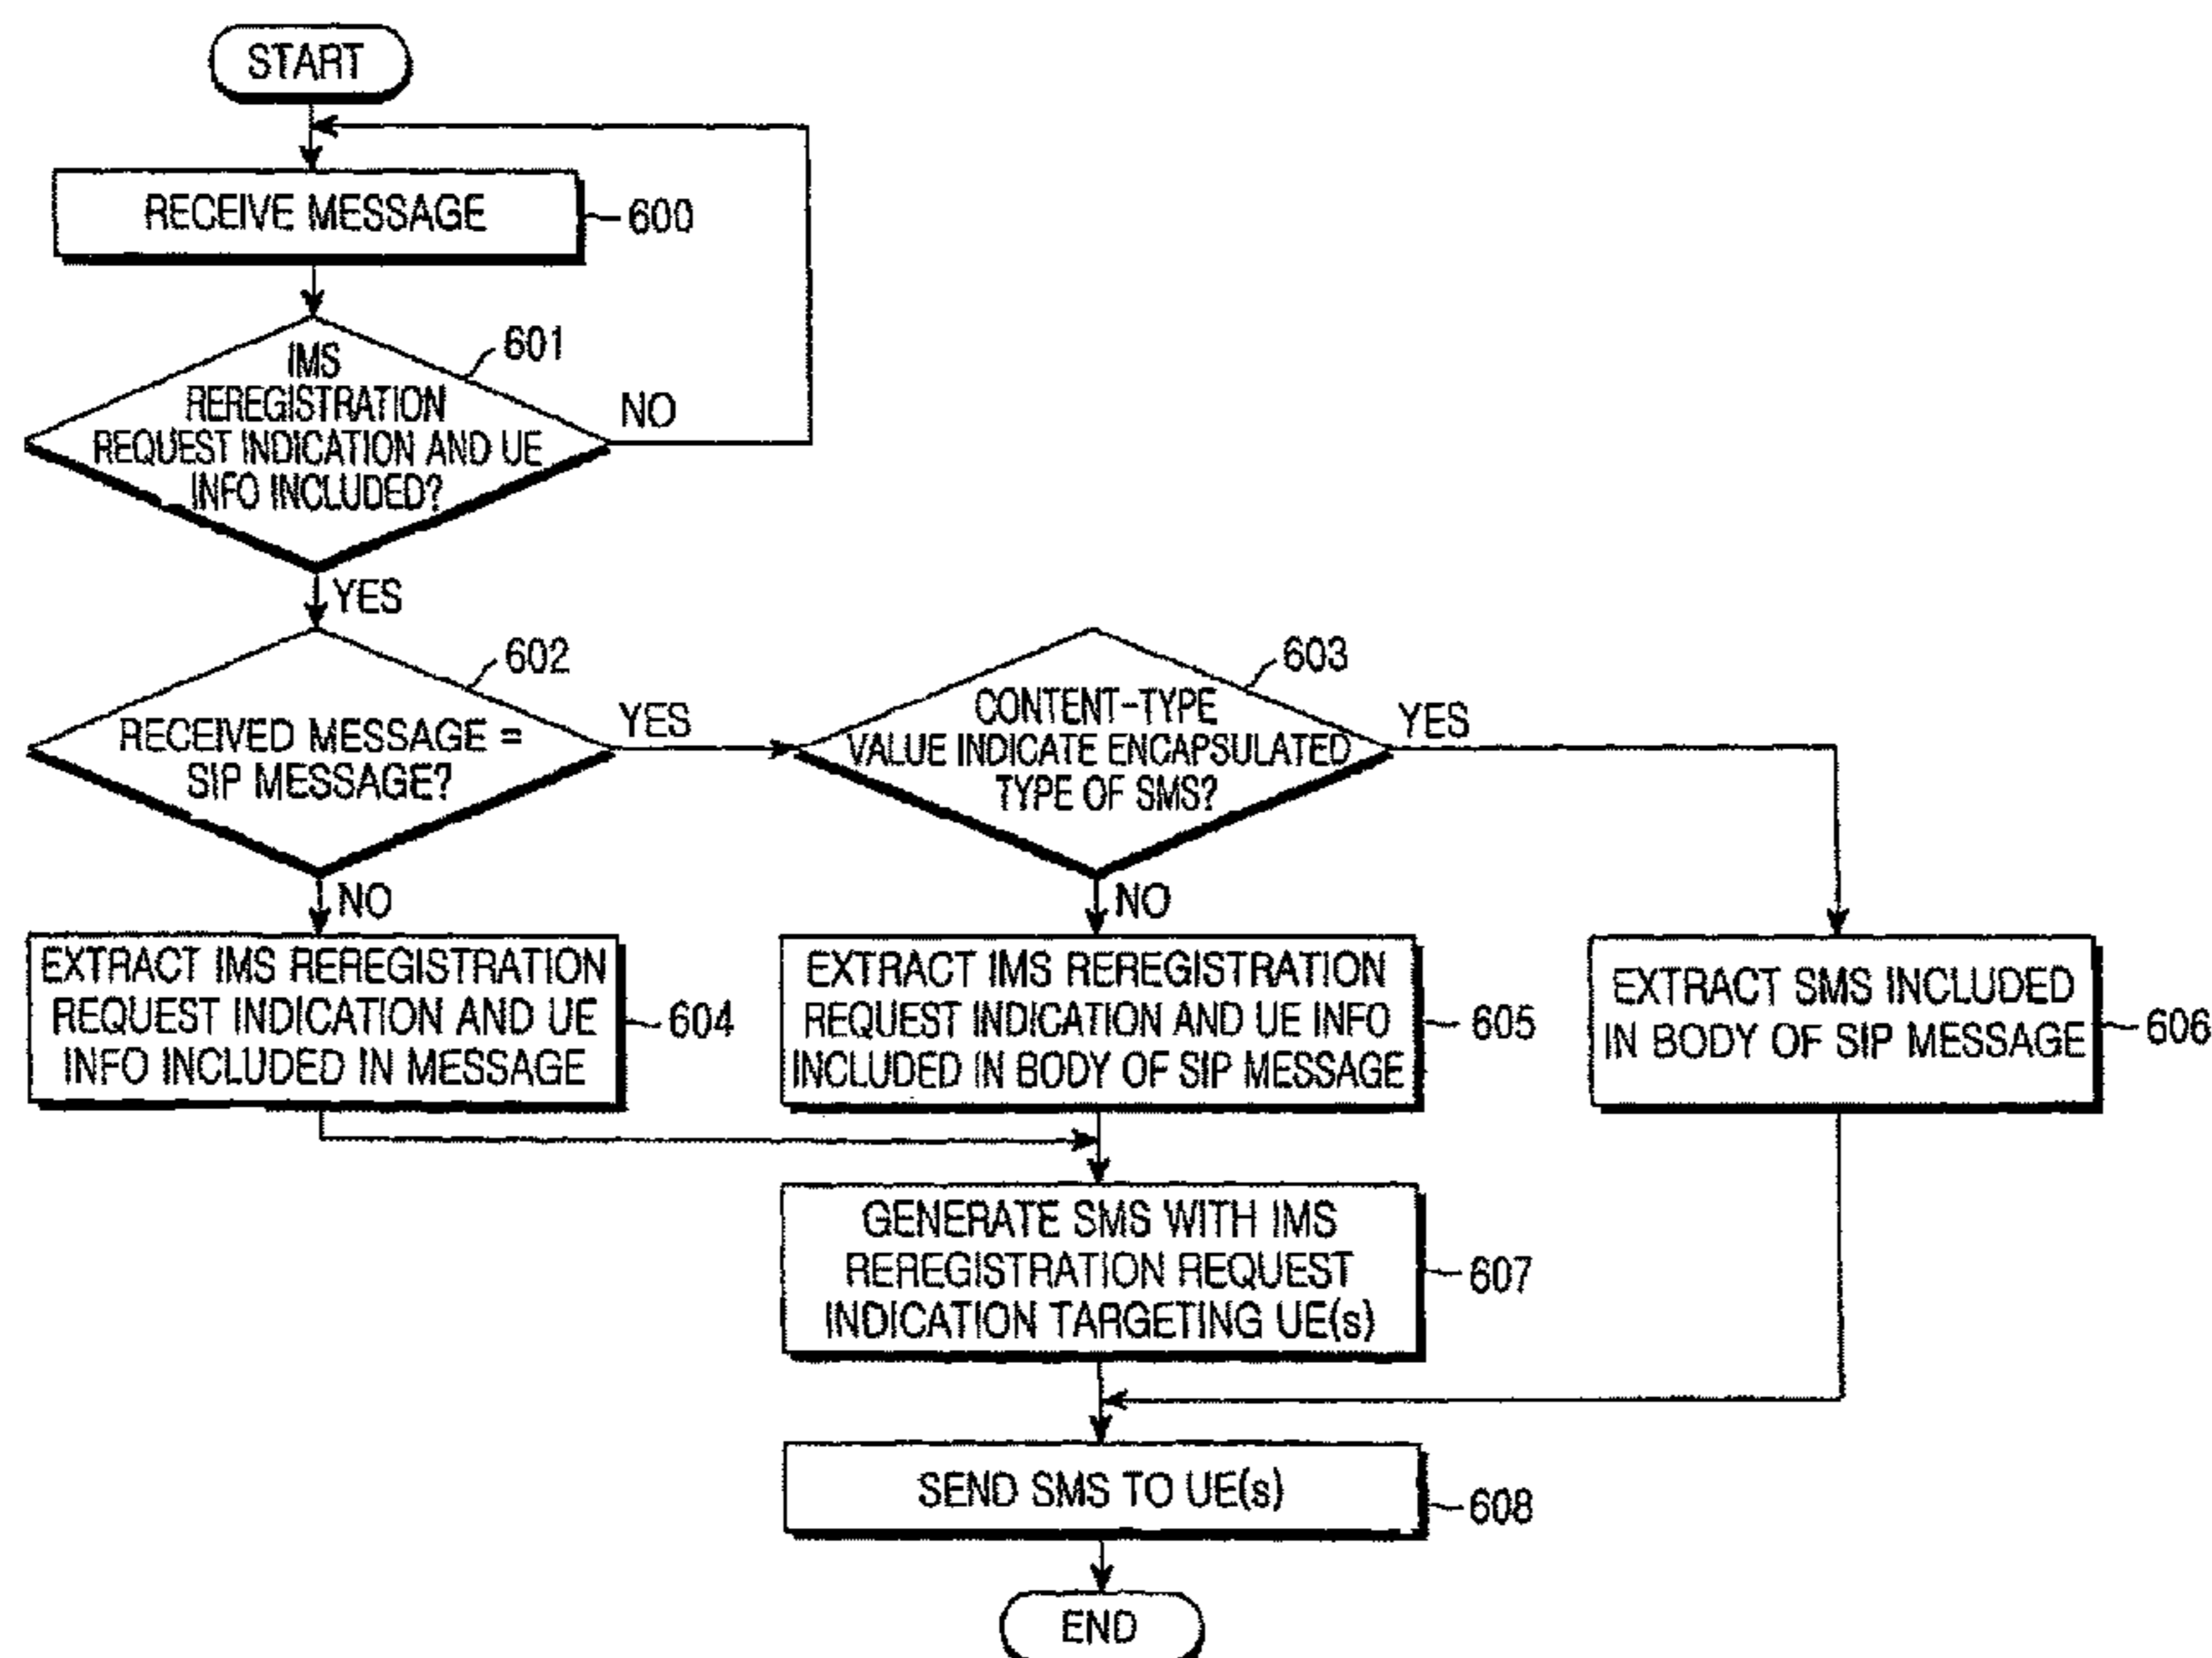 START
RECEIVE MESSAGE
600
IMS
REREGISTRATION
REQUEST INDICATION AND UE
INFO INCLUDED?
601
NO
YES
RECEIVED MESSAGE =
SIP MESSAGE?
602
YES
NO
CONTENT-TYPE
VALUE INDICATE ENCAPSULATED
TYPE OF SMS?
603
YES
NO
EXTRACT IMS REREGISTRATION
REQUEST INDICATION AND UE
INFO INCLUDED IN MESSAGE
604
EXTRACT IMS REREGISTRATION
REQUEST INDICATION AND UE INFO
INCLUDED IN BODY OF SIP MESSAGE
605
EXTRACT SMS INCLUDED
IN BODY OF SIP MESSAGE
606
GENERATE SMS WITH IMS
REREGISTRATION REQUEST
INDICATION TARGETING UE(s)
607
SEND SMS TO UE(s)
608
END